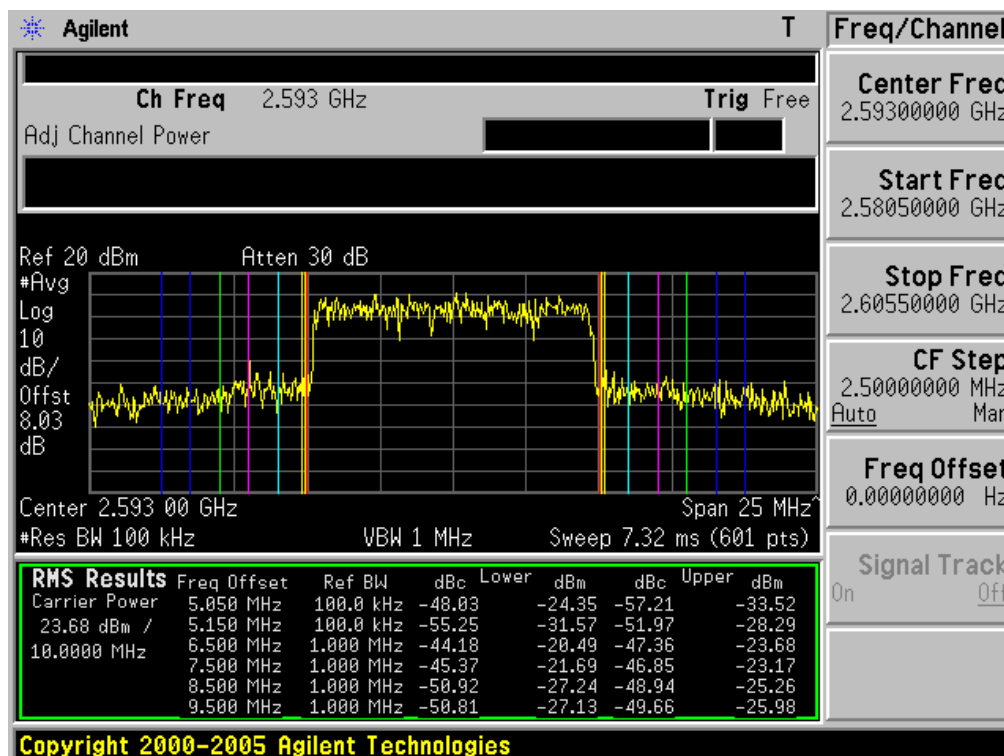 Agilent T Freq/Channel
Ch Freq 2.593 GHz Trig Free
Adj Channel Power
Center Freq
2.59300000 GHz
Start Freq
2.58050000 GHz
Stop Freq
2.60550000 GHz
CF Step
2.50000000 MHz
Auto Man
Freq Offset
0.00000000 Hz
Signal Track
On Off
Ref 20 dBm Atten 30 dB
#Avg
Log
10
dB/
Offst
8.03
dB
Center 2.593 00 GHz Span 25 MHz^
#Res BW 100 kHz VBW 1 MHz Sweep 7.32 ms (601 pts)
RMS Results Freq Offset Ref BW dBc Lower dBm dBc Upper dBm
Carrier Power 5.050 MHz 100.0 kHz -48.03 -24.35 -57.21 -33.52
23.68 dBm / 5.150 MHz 100.0 kHz -55.25 -31.57 -51.97 -28.29
10.0000 MHz 6.500 MHz 1.000 MHz -44.18 -20.49 -47.36 -23.68
7.500 MHz 1.000 MHz -45.37 -21.69 -46.85 -23.17
8.500 MHz 1.000 MHz -50.92 -27.24 -48.94 -25.26
9.500 MHz 1.000 MHz -50.81 -27.13 -49.66 -25.98
Copyright 2000-2005 Agilent Technologies